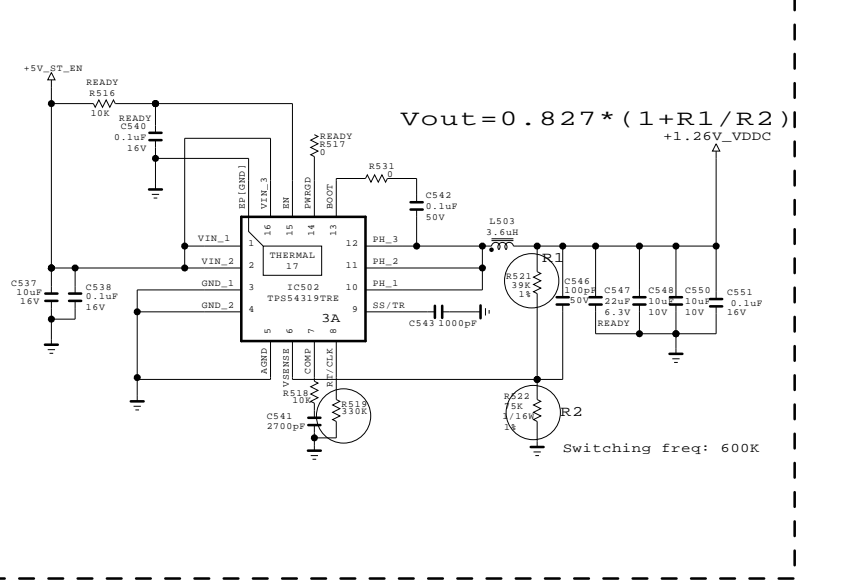 +5V_ST_EN
READY
R516
10K
READY
C540
0.1uF
16V
READY
R517
0
Vout=0.827*(1+R1/R2)
+1.26V_VDDC
R531
0
C542
0.1uF
50V
EP[GND]
VIN_3
EN
PWRGD
BOOT
16
15
14
13
L503
3.6uH
VIN_1
1
12
PH_3
THERMAL
17
VIN_2
2
11
PH_2
R1
R521
39K
1%
C537
10uF
16V
C538
0.1uF
16V
GND_1
3
IC502
TPS54319TRE
10
PH_1
C546
100pF
50V
C547
22uF
6.3V
READY
C548
10uF
10V
C550
10uF
10V
C551
0.1uF
16V
GND_2
4
3A
9
SS/TR
C543
1000pF
5
6
7
8
AGND
VSENSE
COMP
RT/CLK
R518
10K
R519
330K
C541
2700pF
R522
75K
1/16W
1%
R2
Switching freq: 600K